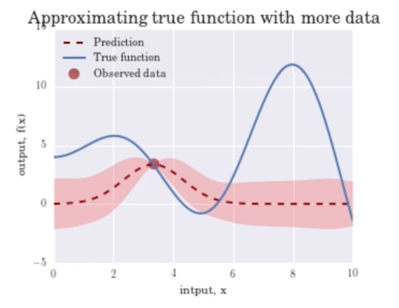 Approximating true function with more data
15
Prediction
True function
Observed data
10
5
0
−5
output, f(x)
0 2 4 6 8 10
intput, x